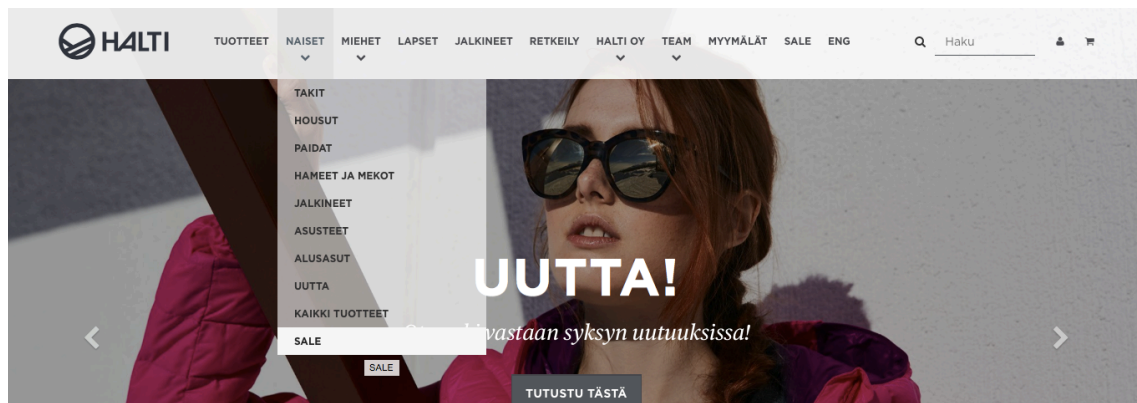 HALTI
TUOTTEET NAISET MIEHET LAPSET JALKINEET RETKEILY HALTI OY TEAM MYYMÄLÄT SALE ENG Haku
TAKIT
HOUSUT
PAIDAT
HAMEET JA MEKOT
JALKINEET
ASUSTEET
ALUSASUT
UUTTA
KAIKKI TUOTTEET
SALE
SALE
UUTTA!
syksyn uutuuksissa!
TUTUSTU TÄSTÄ